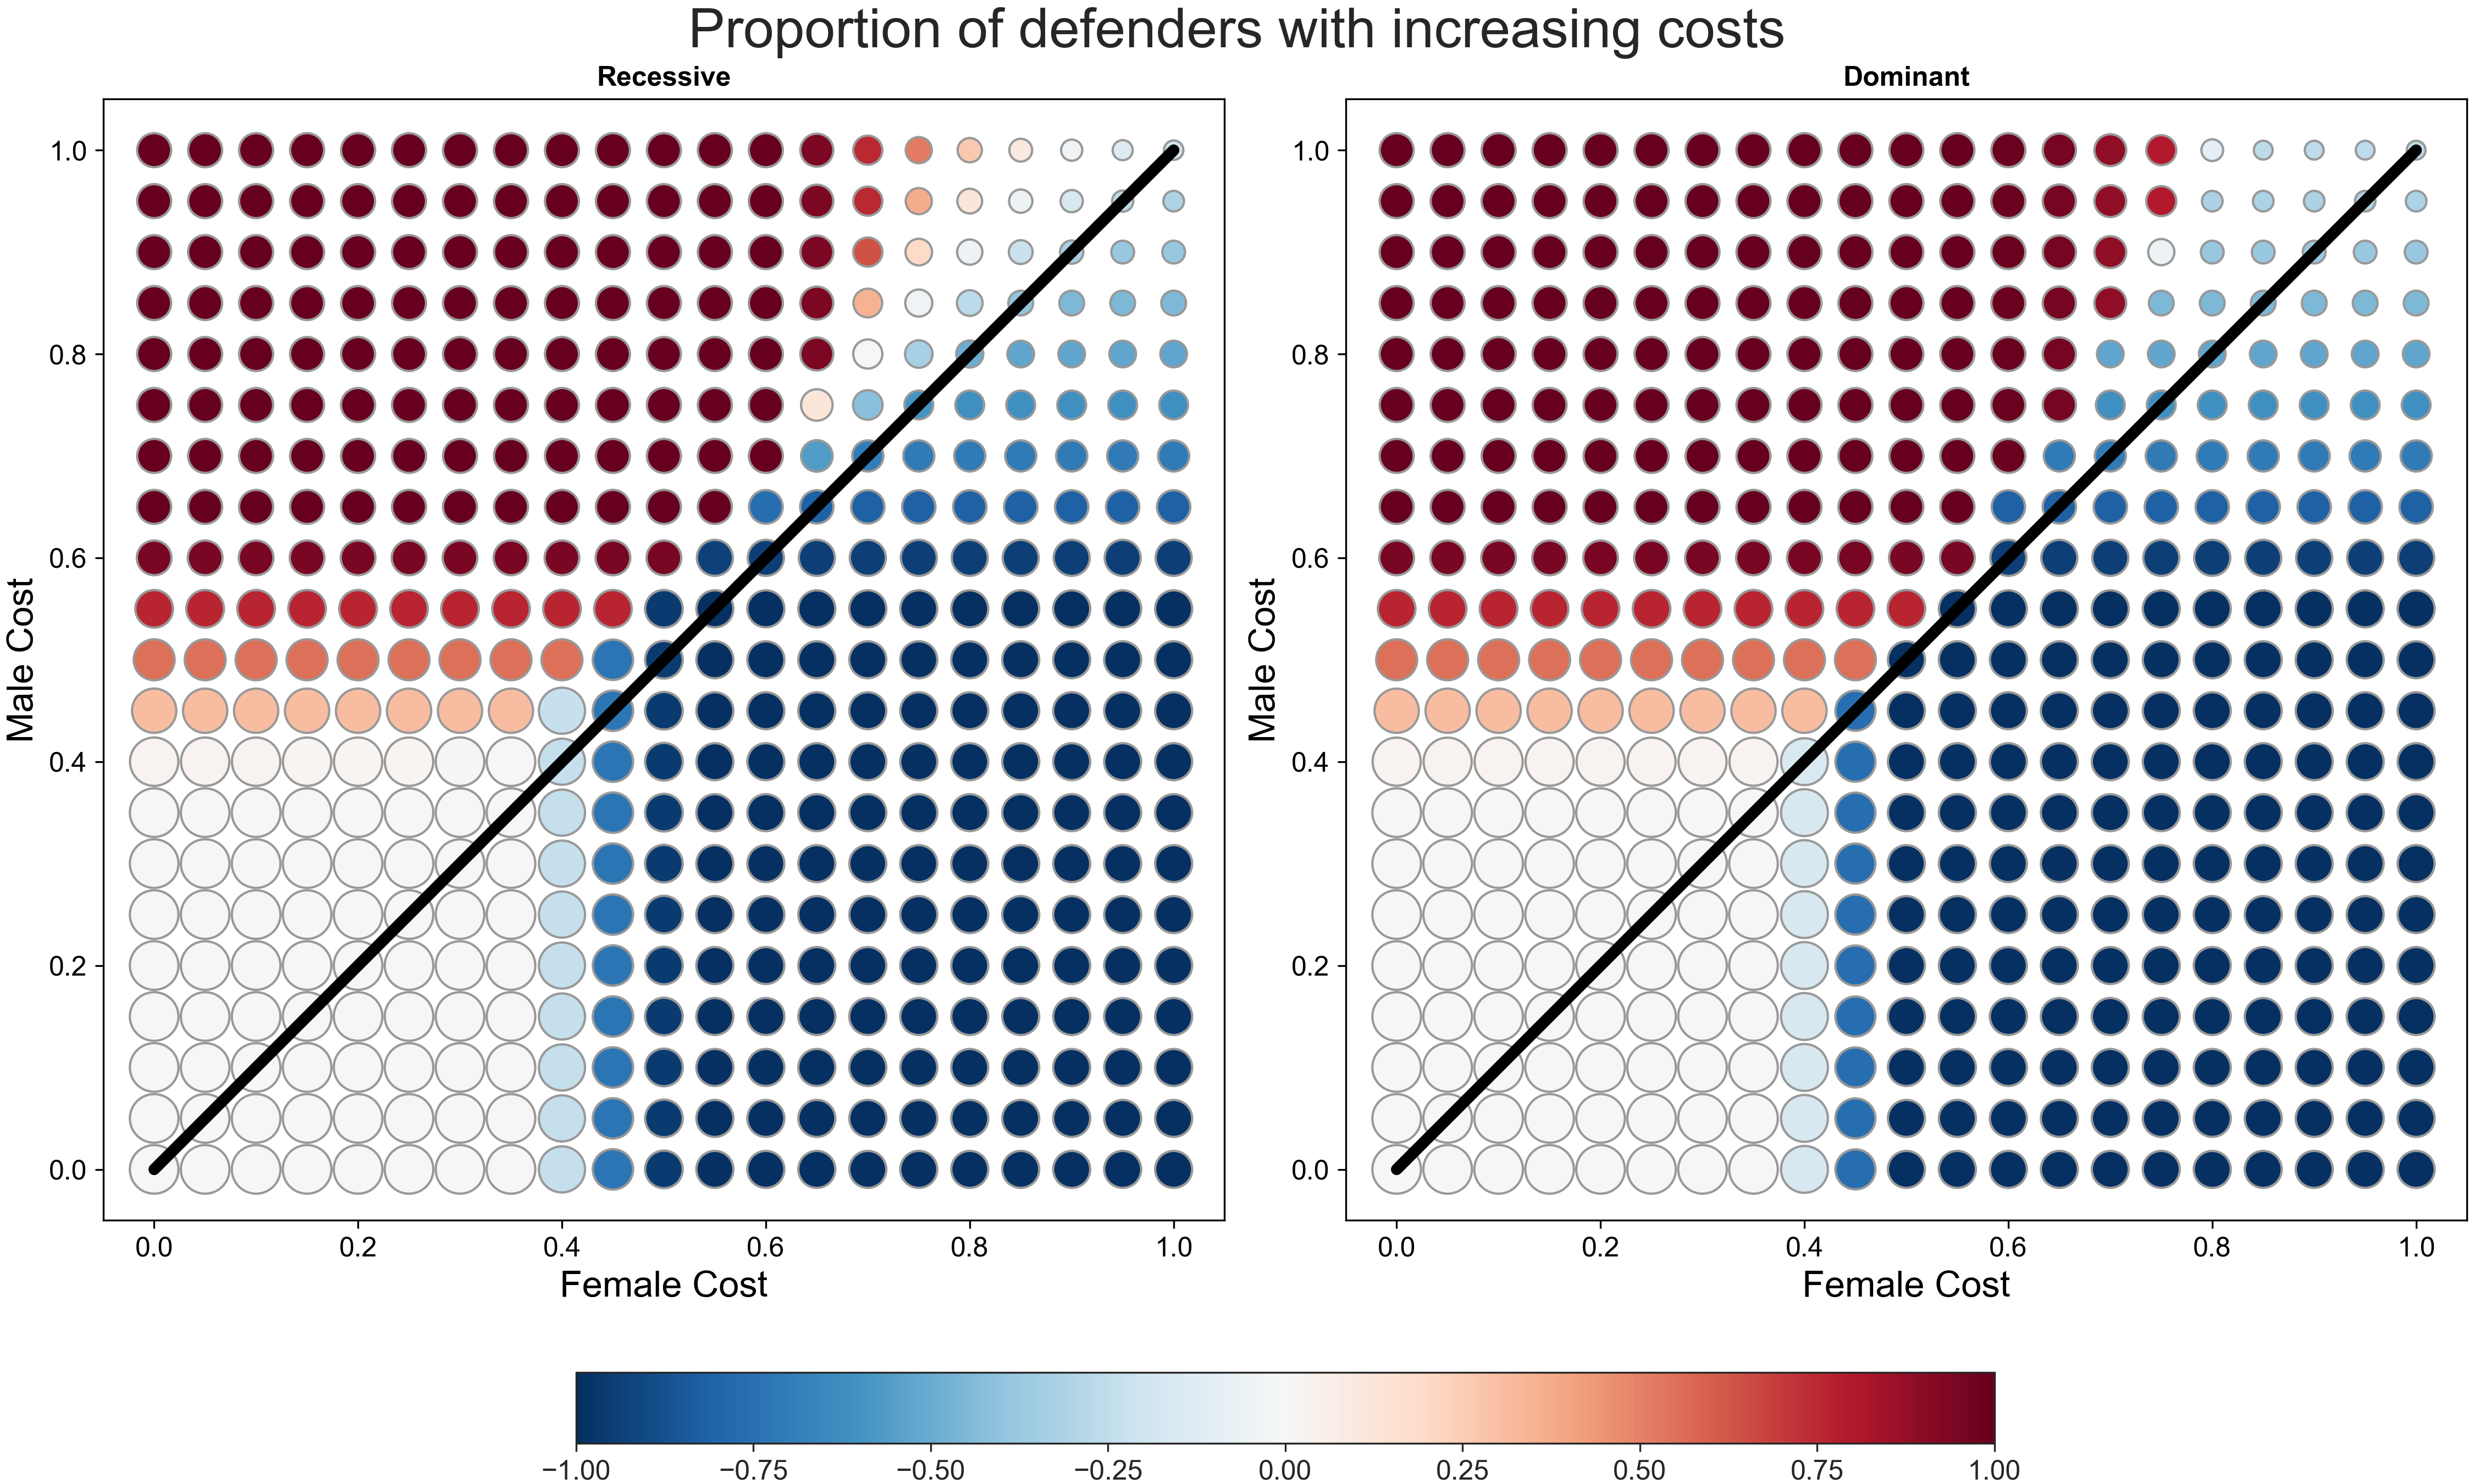 Proportion of defenders with increasing costs
Recessive
Dominant
Male Cost
1.0
0.8
0.6
0.4
0.2
0.0
0.0 0.2 0.4 0.6 0.8 1.0
Female Cost
Male Cost
1.0
0.8
0.6
0.4
0.2
0.0
0.0 0.2 0.4 0.6 0.8 1.0
Female Cost
−1.00 −0.75 −0.50 −0.25 0.00 0.25 0.50 0.75 1.00